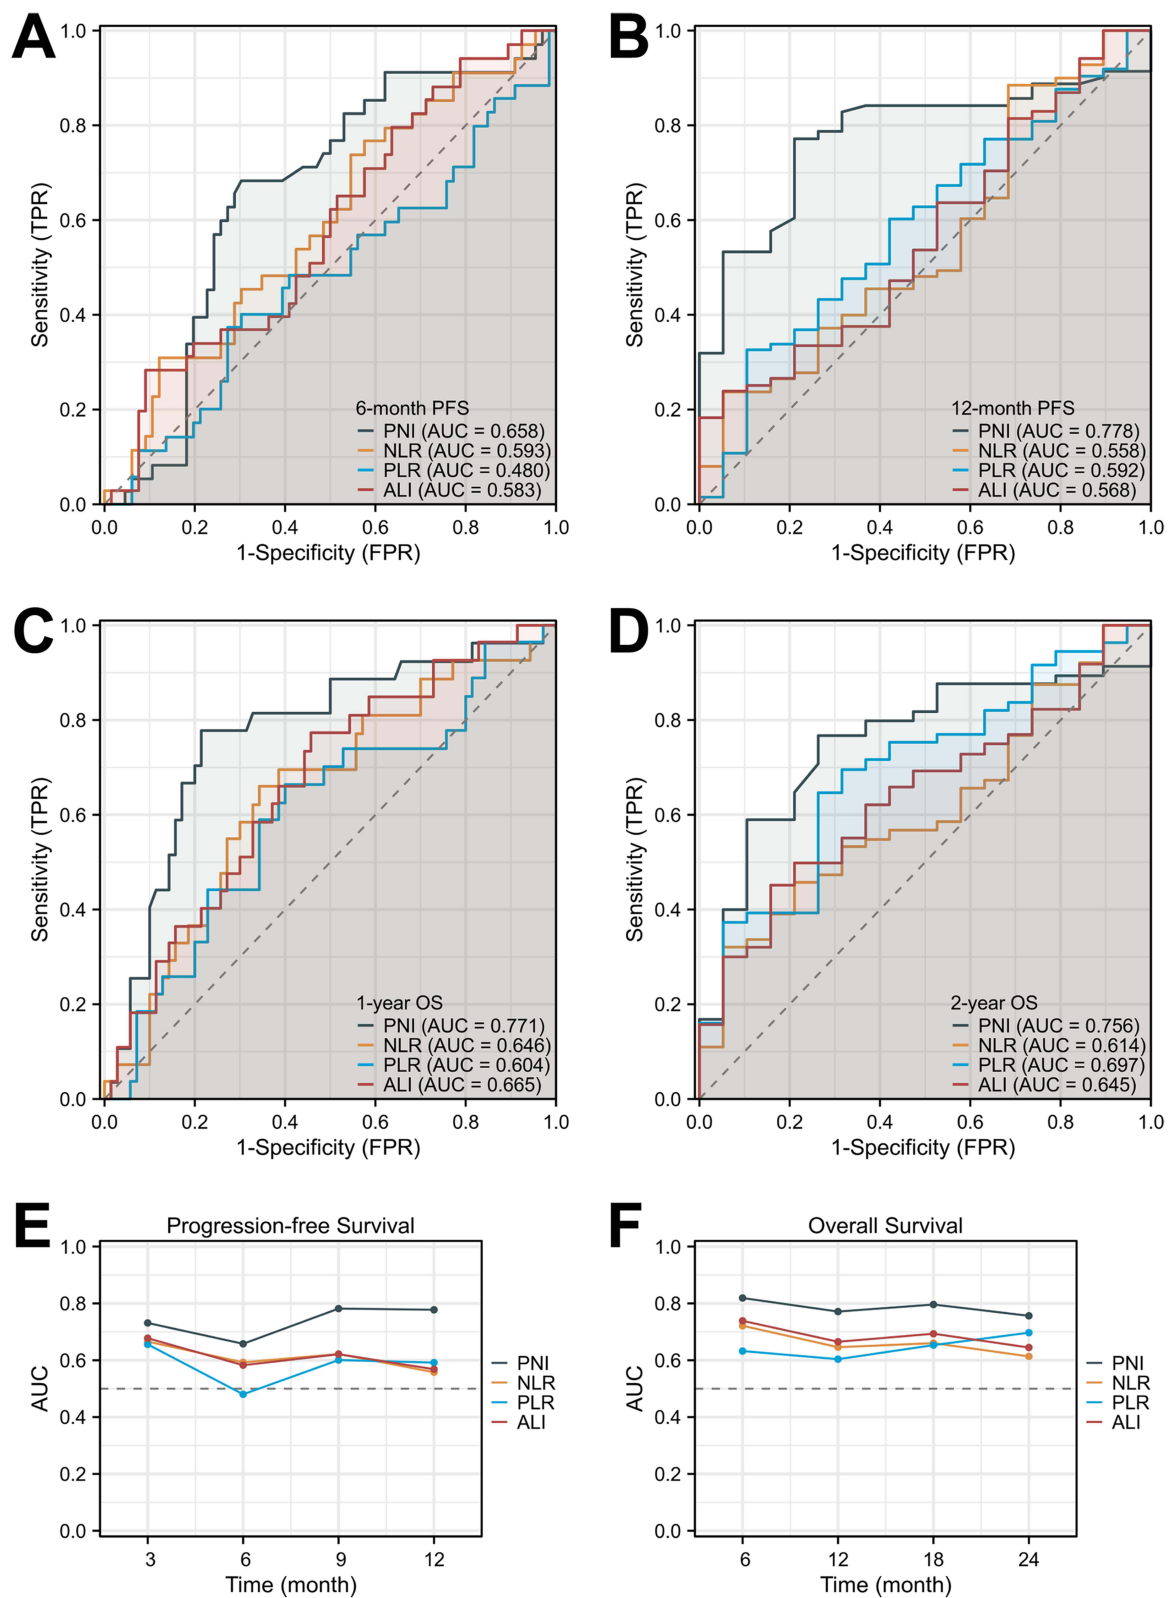 A
1.0
0.8
0.6
0.4
0.2
0.0
Sensitivity (TPR)
6-month PFS
PNI (AUC = 0.658)
NLR (AUC = 0.593)
PLR (AUC = 0.480)
ALI (AUC = 0.583)
0.0 0.2 0.4 0.6 0.8 1.0
1-Specificity (FPR)
B
1.0
0.8
0.6
0.4
0.2
0.0
Sensitivity (TPR)
12-month PFS
PNI (AUC = 0.778)
NLR (AUC = 0.558)
PLR (AUC = 0.592)
ALI (AUC = 0.568)
0.0 0.2 0.4 0.6 0.8 1.0
1-Specificity (FPR)
C
1.0
0.8
0.6
0.4
0.2
0.0
Sensitivity (TPR)
1-year OS
PNI (AUC = 0.771)
NLR (AUC = 0.646)
PLR (AUC = 0.604)
ALI (AUC = 0.665)
0.0 0.2 0.4 0.6 0.8 1.0
1-Specificity (FPR)
D
1.0
0.8
0.6
0.4
0.2
0.0
Sensitivity (TPR)
2-year OS
PNI (AUC = 0.756)
NLR (AUC = 0.614)
PLR (AUC = 0.697)
ALI (AUC = 0.645)
0.0 0.2 0.4 0.6 0.8 1.0
1-Specificity (FPR)
E
Progression-free Survival
1.0
0.8
0.6
0.4
0.2
0.0
AUC
PNI
NLR
PLR
ALI
3 6 9 12
Time (month)
F
Overall Survival
1.0
0.8
0.6
0.4
0.2
0.0
AUC
PNI
NLR
PLR
ALI
6 12 18 24
Time (month)